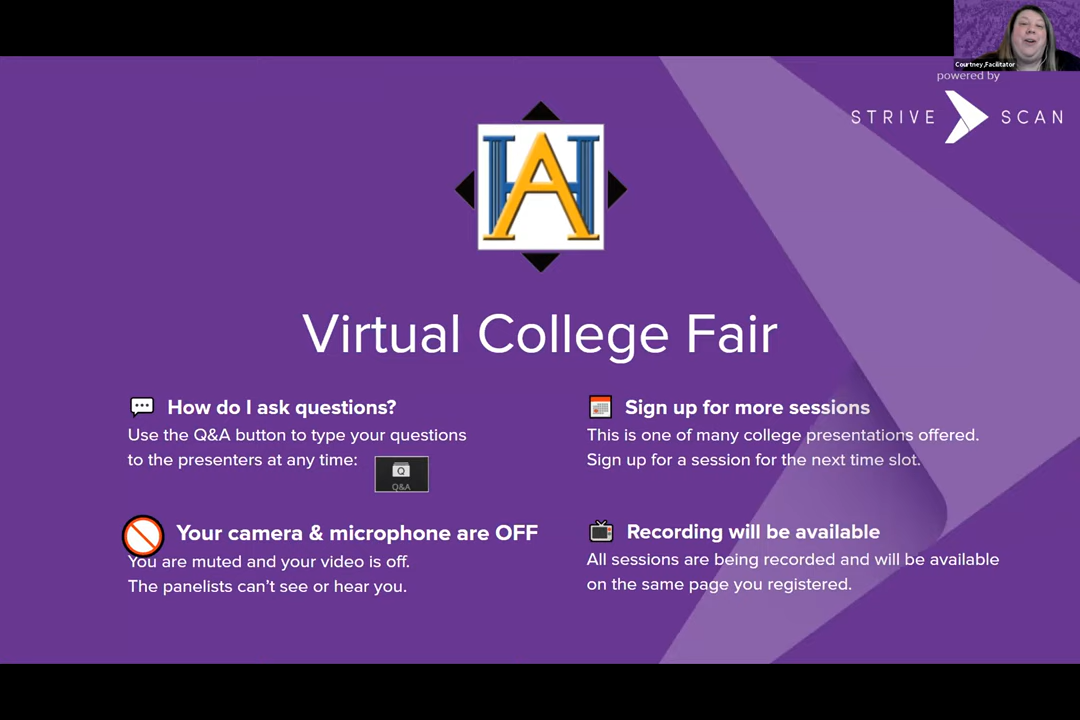 Courtney,Facilitator
powered by
STRIVE SCAN
HA
Virtual College Fair
How do I ask questions?
Use the Q&A button to type your questions
to the presenters at any time:
Q
Q&A
Sign up for more sessions
This is one of many college presentations offered.
Sign up for a session for the next time slot.
Your camera & microphone are OFF
You are muted and your video is off.
The panelists can’t see or hear you.
Recording will be available
All sessions are being recorded and will be available
on the same page you registered.